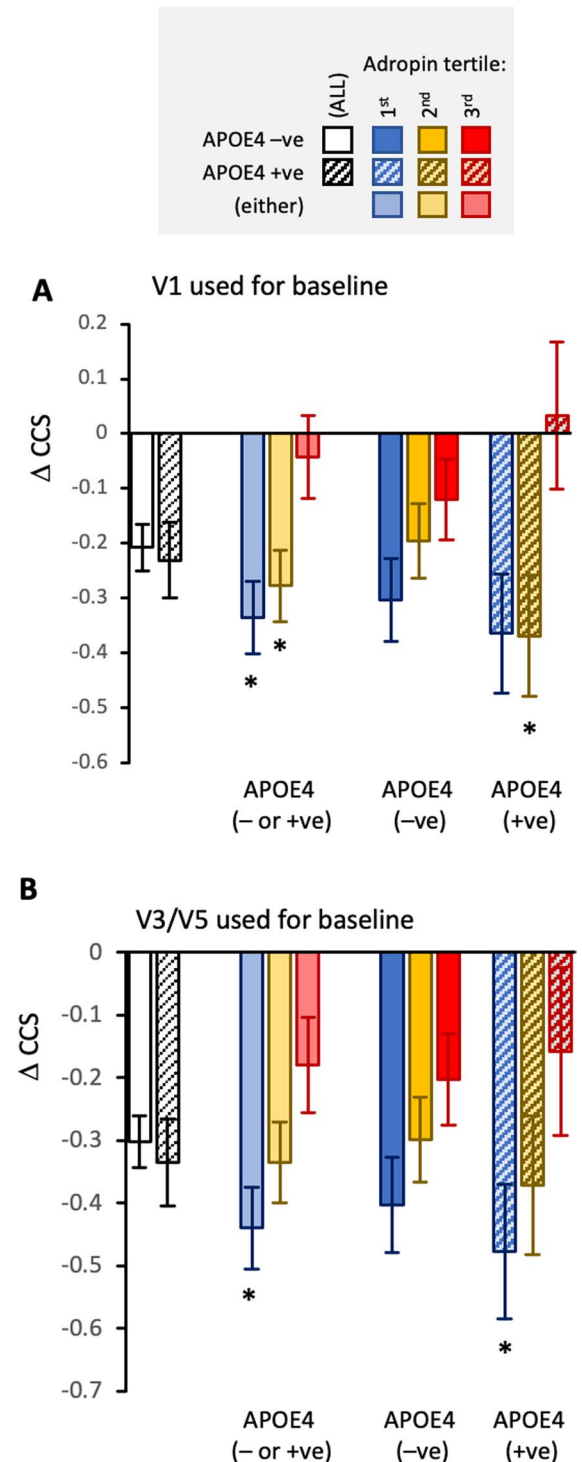 Adropin tertile:
(ALL)
1st
2nd
3rd
APOE4 –ve
APOE4 +ve
(either)
A
V1 used for baseline
0.2
0.1
0
-0.1
-0.2
-0.3
-0.4
-0.5
-0.6
Δ CCS
*
*
*
APOE4
(– or +ve)
APOE4
(–ve)
APOE4
(+ve)
B
V3/V5 used for baseline
0
-0.1
-0.2
-0.3
-0.4
-0.5
-0.6
-0.7
Δ CCS
*
*
APOE4
(– or +ve)
APOE4
(–ve)
APOE4
(+ve)